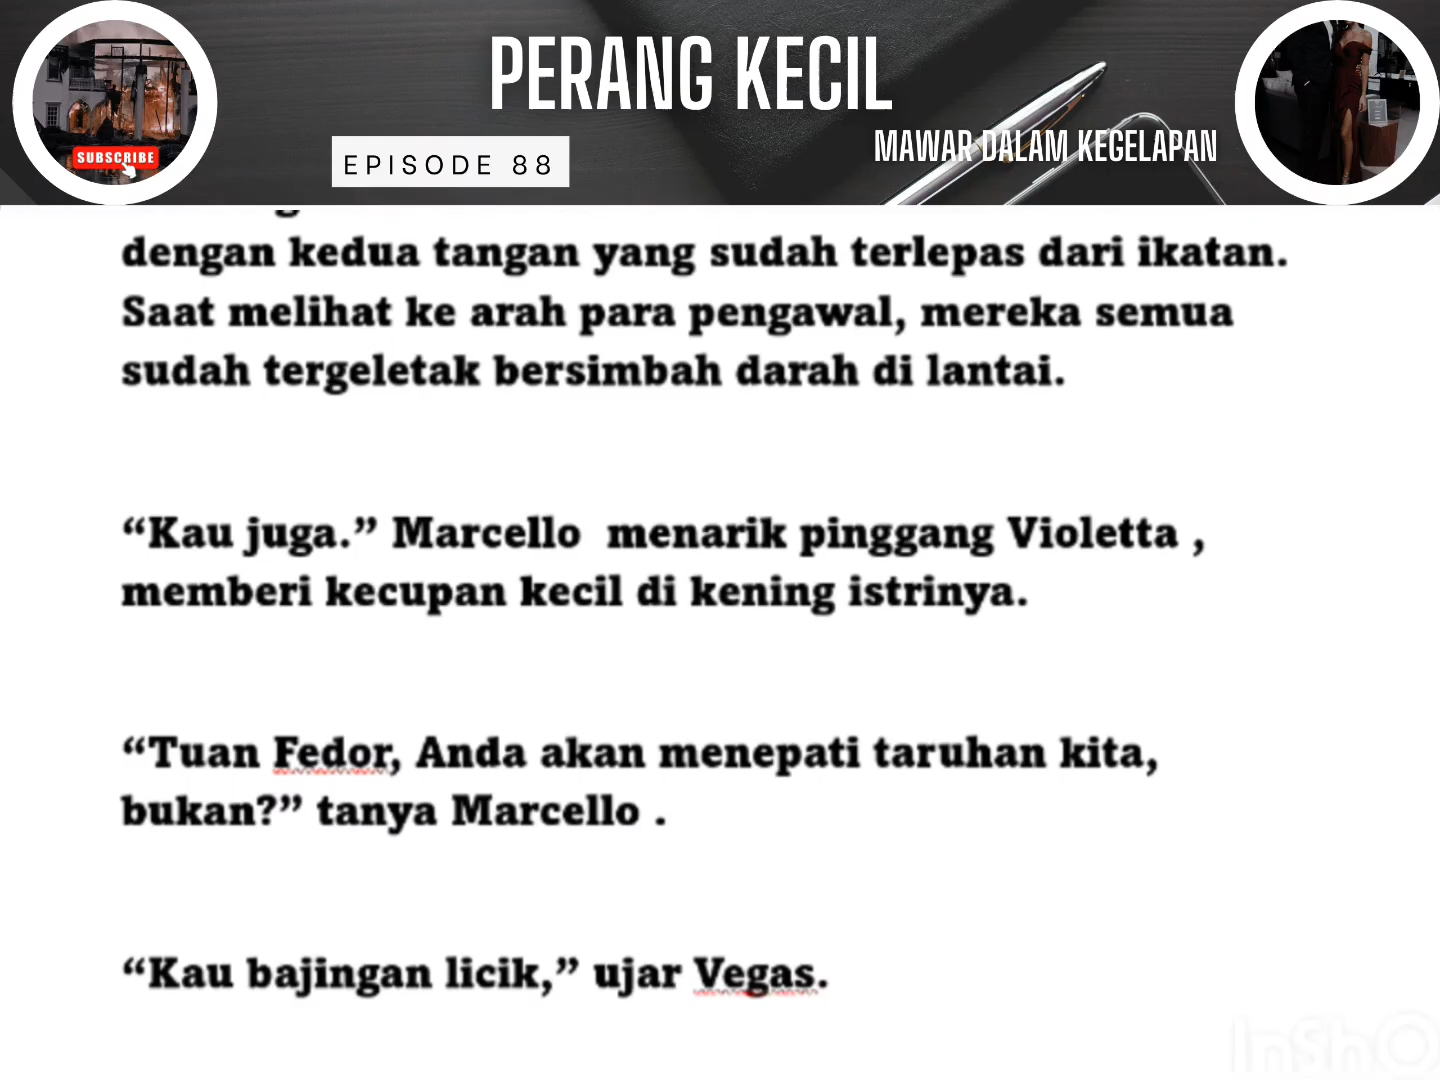 PERANG KECIL
MAWAR DALAM KEGELAPAN
EPISODE 88
SUBSCRIBE
dengan kedua tangan yang sudah terlepas dari ikatan.
Saat melihat ke arah para pengawal, mereka semua
sudah tergeletak bersimbah darah di lantai.
“Kau juga.” Marcello  menarik pinggang Violetta ,
memberi kecupan kecil di kening istrinya.
“Tuan Fedor, Anda akan menepati taruhan kita,
bukan?” tanya Marcello .
“Kau bajingan licik,” ujar Vegas.
InShO